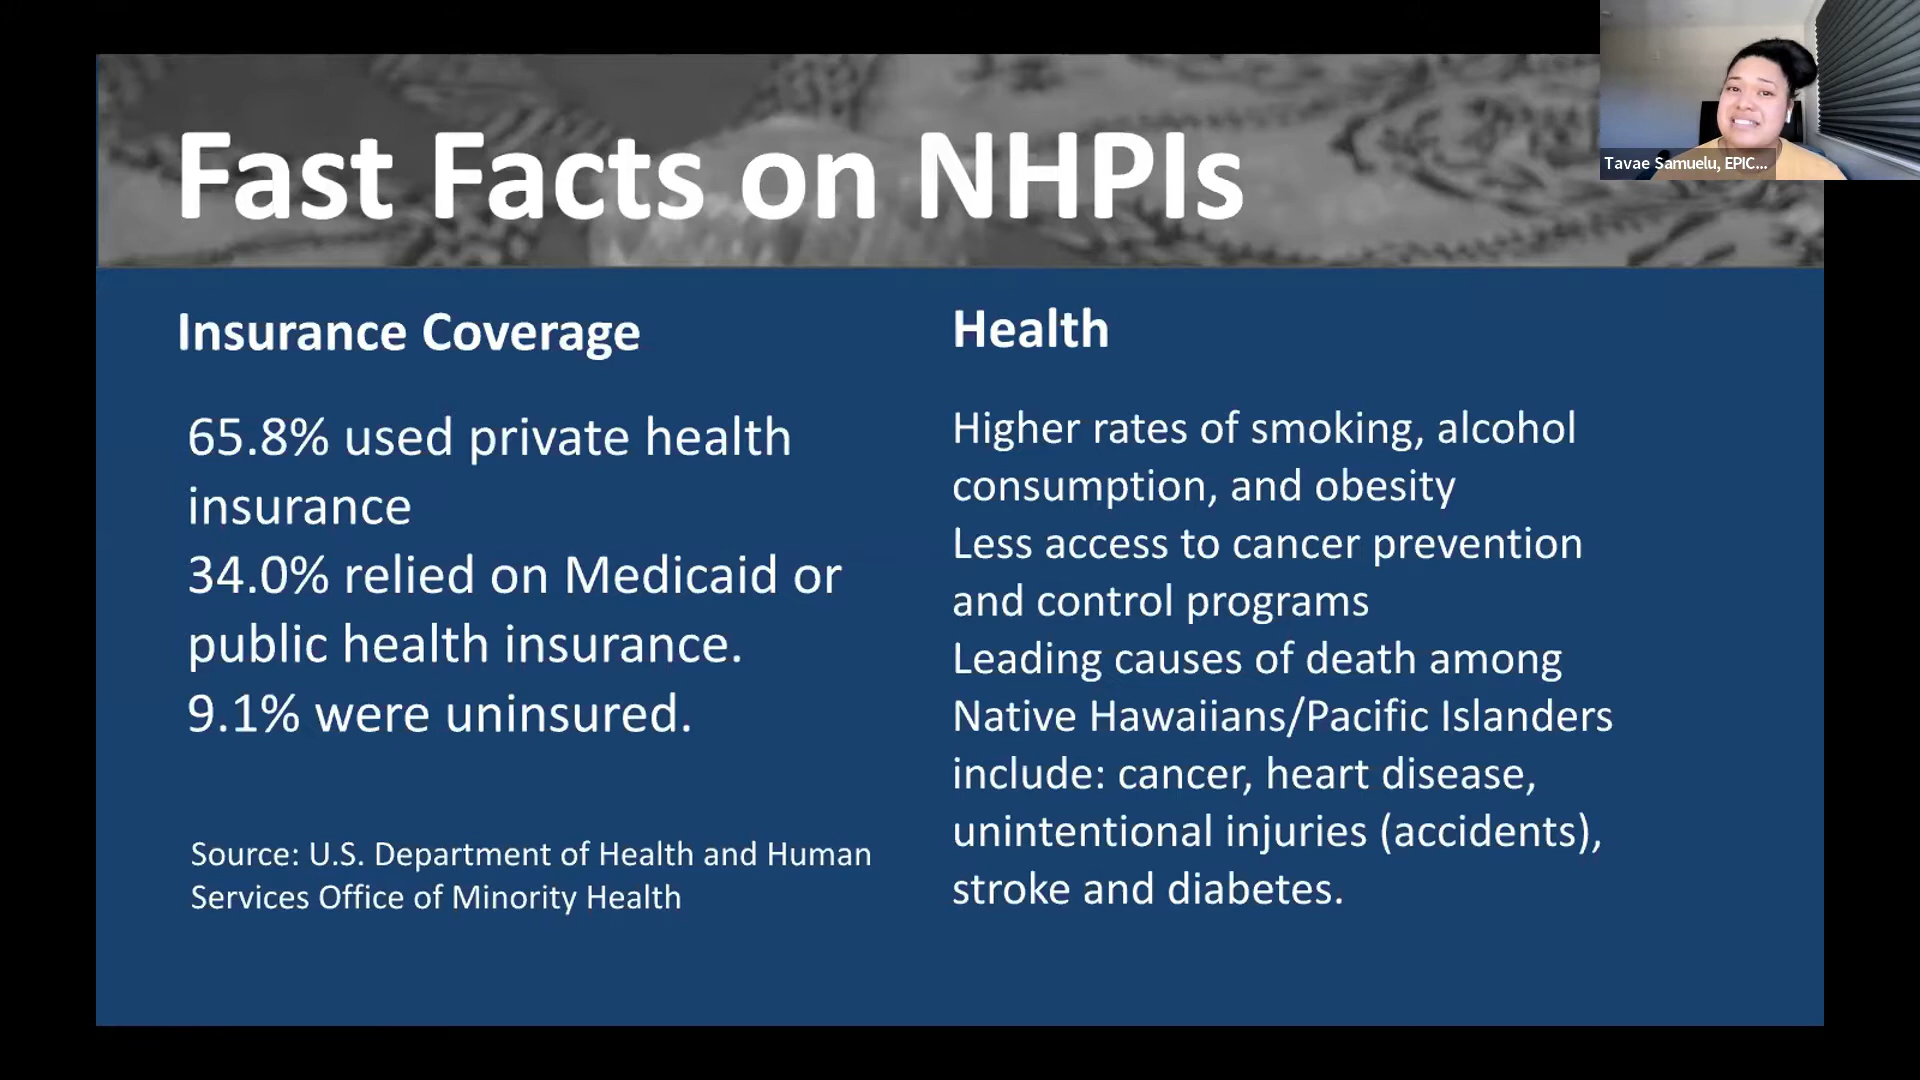 Fast Facts on NHPIs
Tavae Samuelu, EPIC...
Insurance Coverage
65.8% used private health
insurance
34.0% relied on Medicaid or
public health insurance.
9.1% were uninsured.
Source: U.S. Department of Health and Human
Services Office of Minority Health
Health
Higher rates of smoking, alcohol
consumption, and obesity
Less access to cancer prevention
and control programs
Leading causes of death among
Native Hawaiians/Pacific Islanders
include: cancer, heart disease,
unintentional injuries (accidents),
stroke and diabetes.